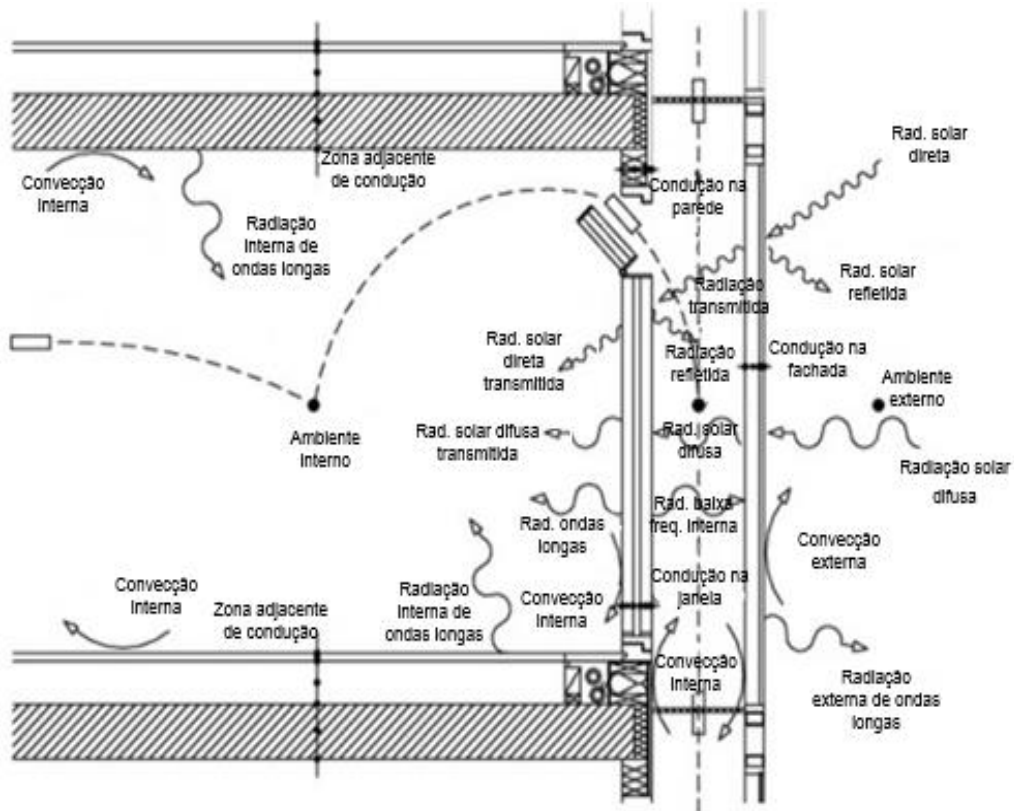 Rad. solar
direta
Convecção
Interna
Zona adjacente
de condução
Condução na
parede
Radiação
Interna de
ondas longas
Radiação
transmitida
Rad. solar
refletida
Rad. solar
direta
transmitida
Radiação
refletida
Condução na
fachada
Ambiente
externo
Ambiente
Interno
Rad. solar difusa
transmitida
Rad. solar
difusa
Radiação solar
difusa
Rad. ondas
longas
Rad. baixa
freq. Interna
Convecção
externa
Convecção
Interna
Zona adjacente
de condução
Radiação
Interna de
ondas longas
Convecção
Interna
Condução na
janela
Convecção
Interna
Radiação
externa de ondas
longas